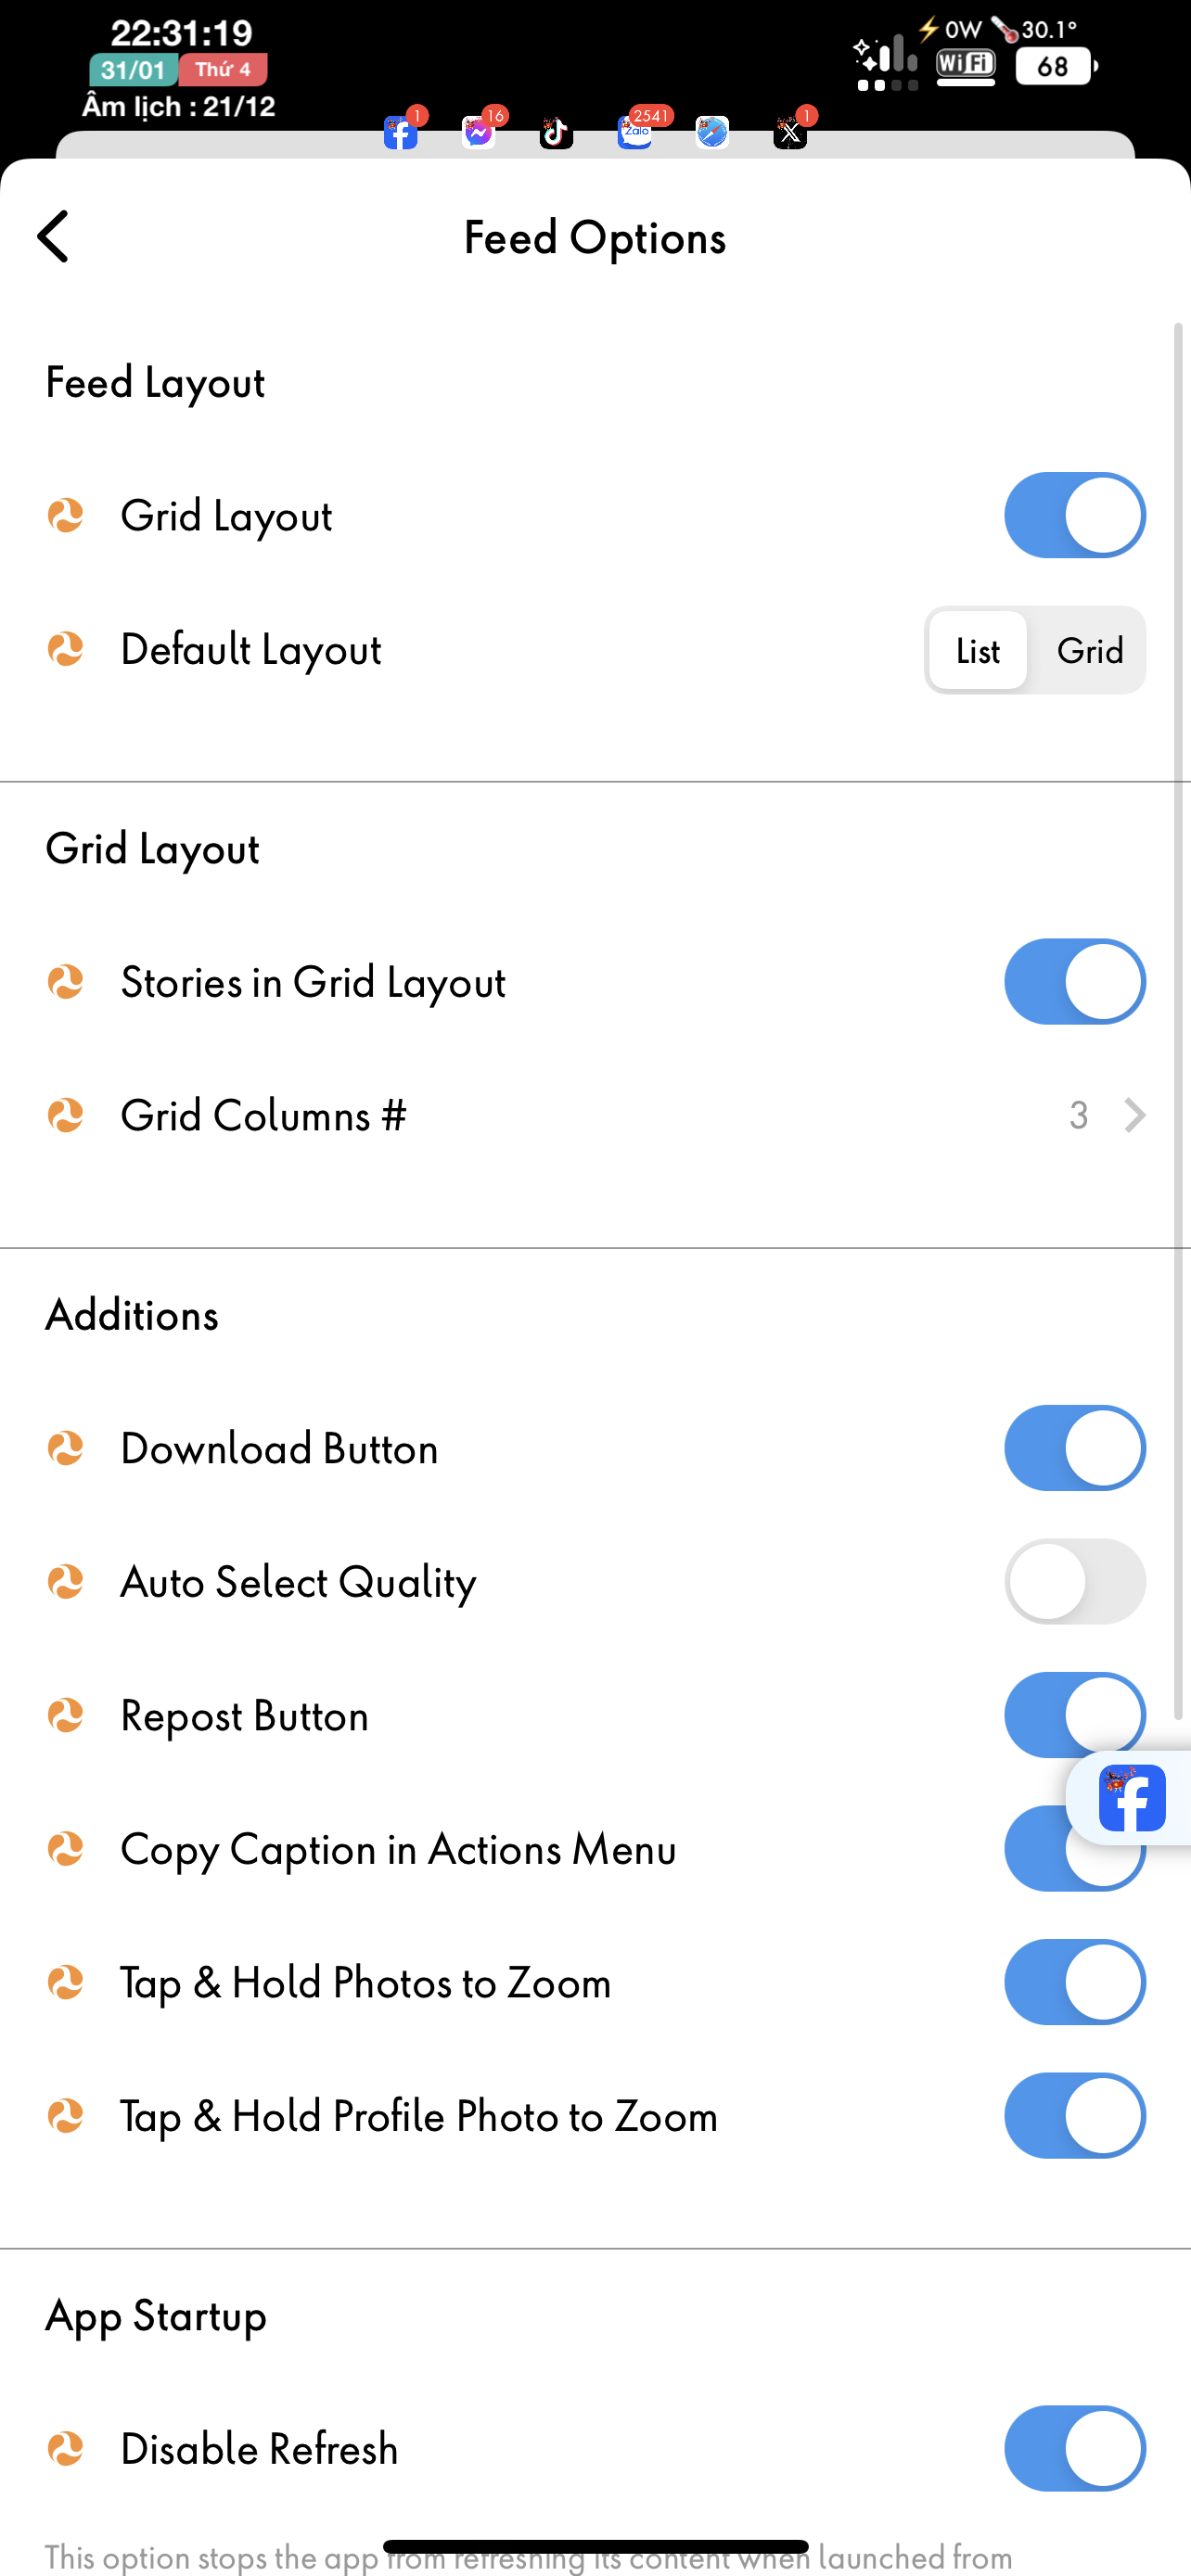 22:31:19
31/01 Thứ 4
Âm lịch : 21/12
0W 30.1°
WiFi 68
1 16 2541 1
Zalo
Feed Options
Feed Layout
Grid Layout
Default Layout List Grid
Grid Layout
Stories in Grid Layout
Grid Columns # 3
Additions
Download Button
Auto Select Quality
Repost Button
Copy Caption in Actions Menu
Tap & Hold Photos to Zoom
Tap & Hold Profile Photo to Zoom
App Startup
Disable Refresh
This option stops the app from refreshing its content when launched from